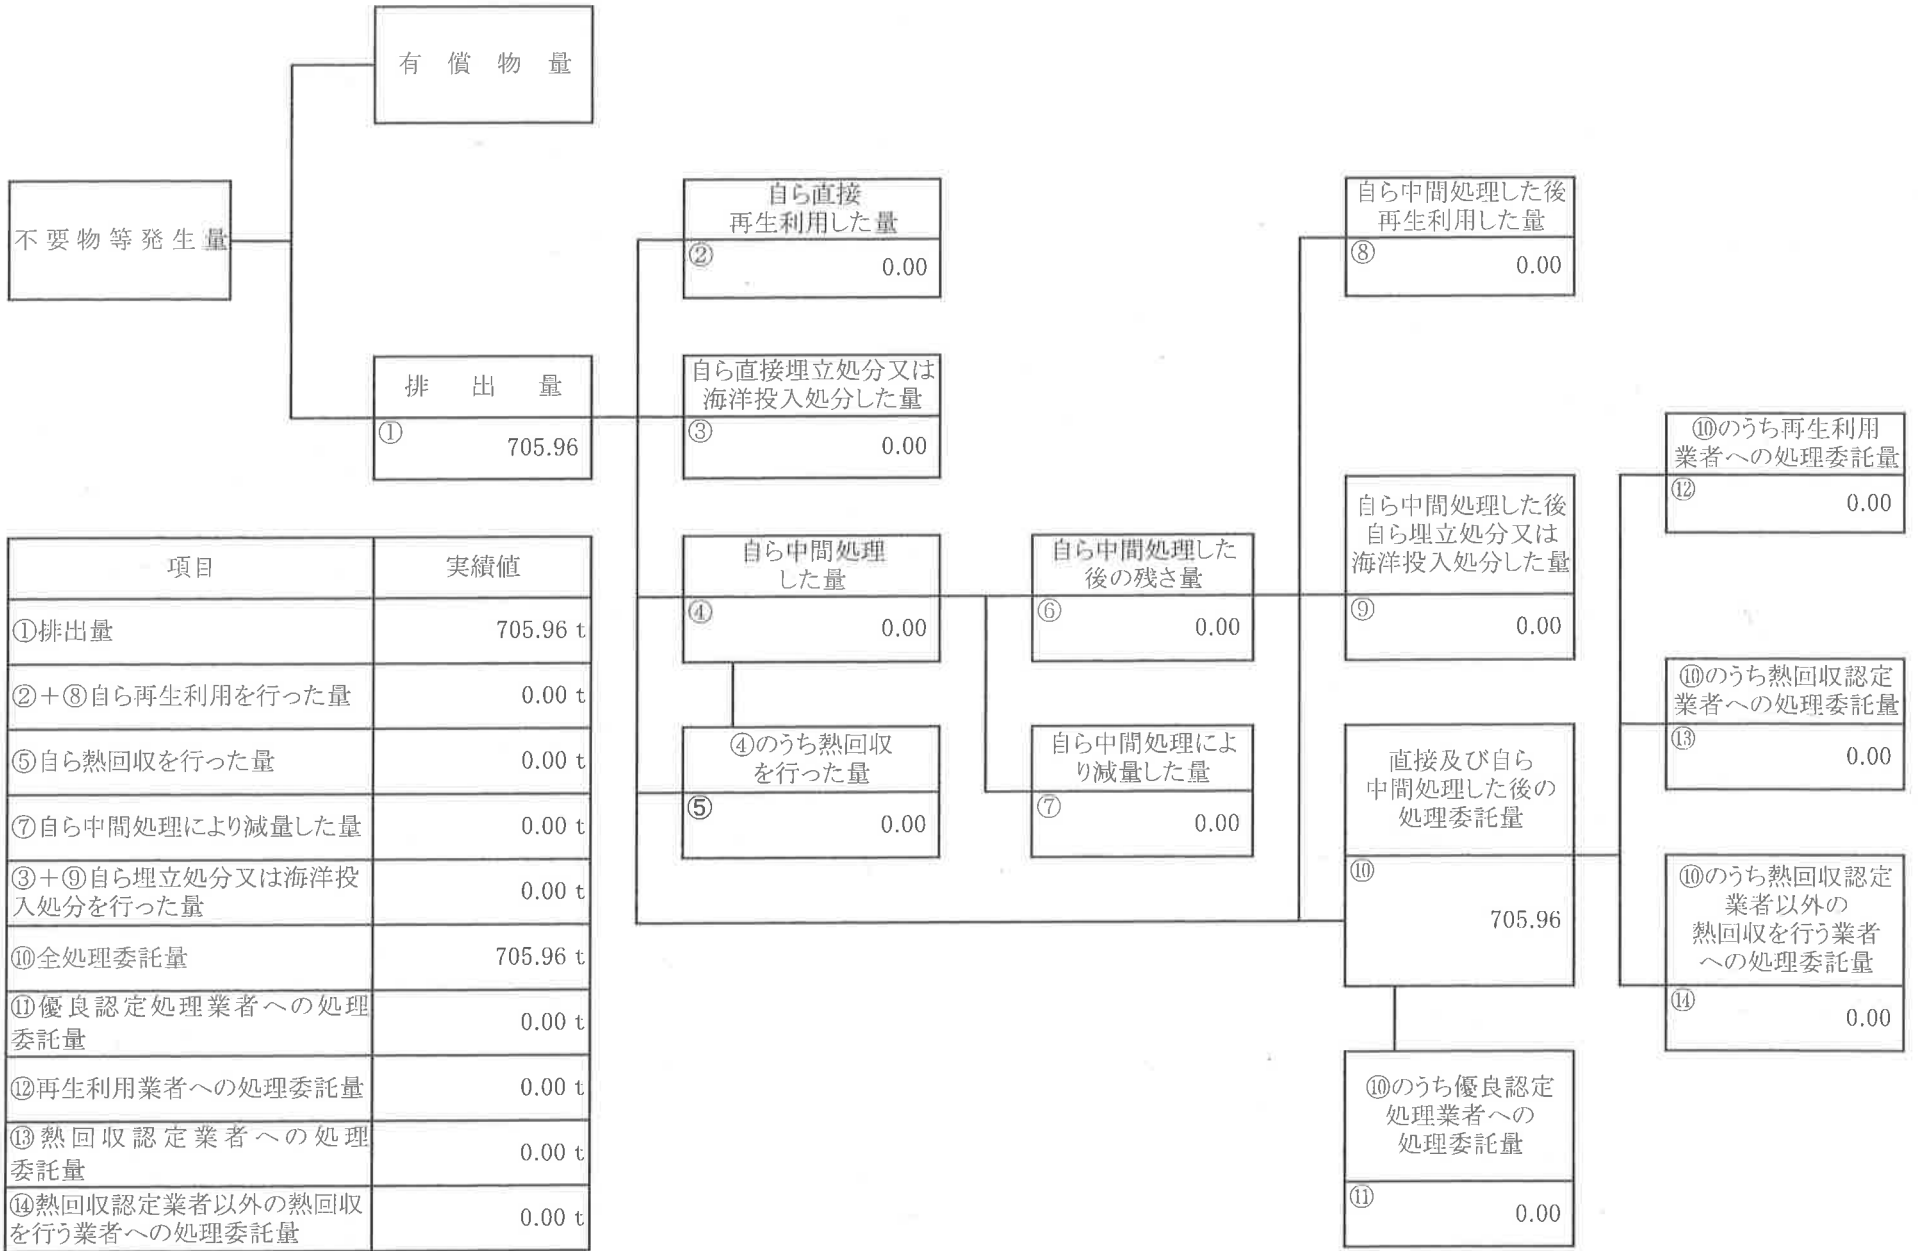 有償物量
不要物等発生量
排出量
①
705.96
自ら直接
再生利用した量
②
0.00
自ら直接埋立処分又は
海洋投入処分した量
③
0.00
自ら中間処理
した量
④
0.00
④のうち熱回収
を行った量
⑤
0.00
自ら中間処理した
後の残さ量
⑥
0.00
自ら中間処理によ
り減量した量
⑦
0.00
自ら中間処理した後
再生利用した量
⑧
0.00
自ら中間処理した後
自ら埋立処分又は
海洋投入処分した量
⑨
0.00
直接及び自ら
中間処理した後の
処理委託量
⑩
705.96
⑩のうち優良認定
処理業者への
処理委託量
⑪
0.00
⑩のうち再生利用
業者への処理委託量
⑫
0.00
⑩のうち熱回収認定
業者への処理委託量
⑬
0.00
⑩のうち熱回収認定
業者以外の
熱回収を行う業者
への処理委託量
⑭
0.00
項目 実績値
①排出量 705.96 t
②+⑧自ら再生利用を行った量 0.00 t
⑤自ら熱回収を行った量 0.00 t
⑦自ら中間処理により減量した量 0.00 t
③+⑨自ら埋立処分又は海洋投
入処分を行った量
0.00 t
⑩全処理委託量 705.96 t
⑪優良認定処理業者への処理
委託量
0.00 t
⑫再生利用業者への処理委託量 0.00 t
⑬熱回収認定業者への処理
委託量
0.00 t
⑭熱回収認定業者以外の熱回収
を行う業者への処理委託量
0.00 t